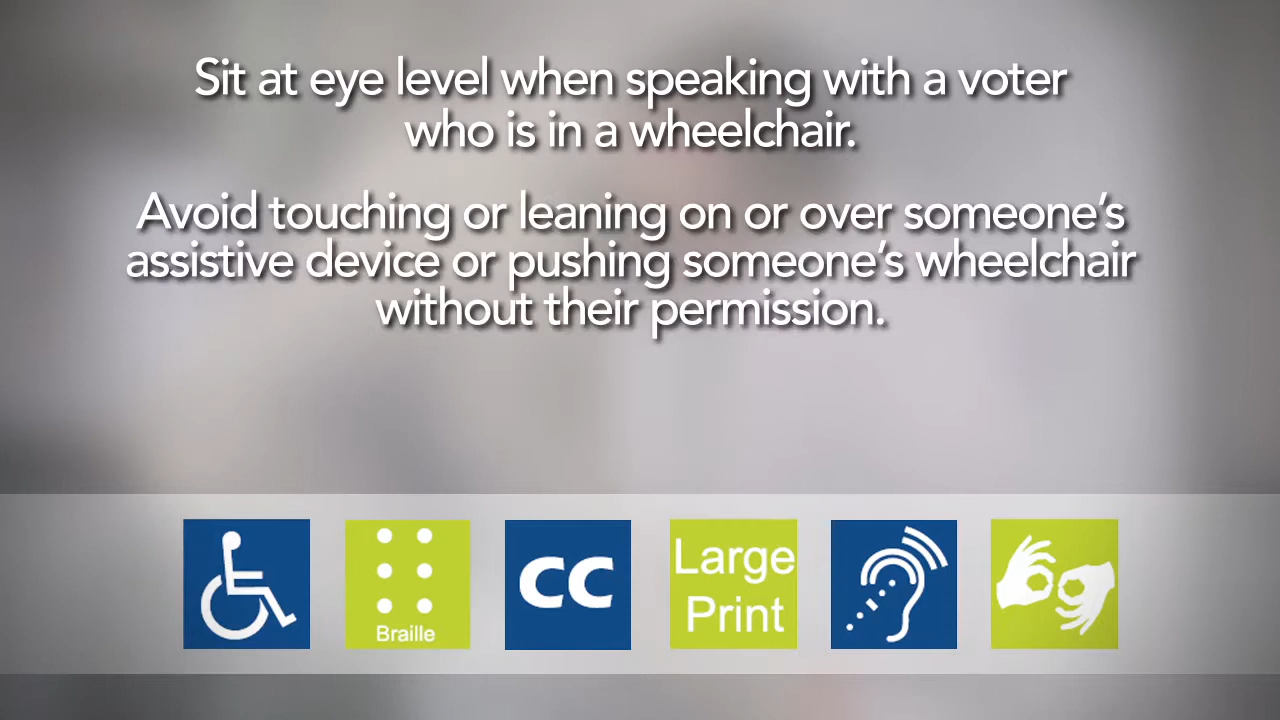 Sit at eye level when speaking with a voter
who is in a wheelchair.
Avoid touching or leaning on or over someone’s
assistive device or pushing someone’s wheelchair
without their permission.
Braille
CC
Large
Print